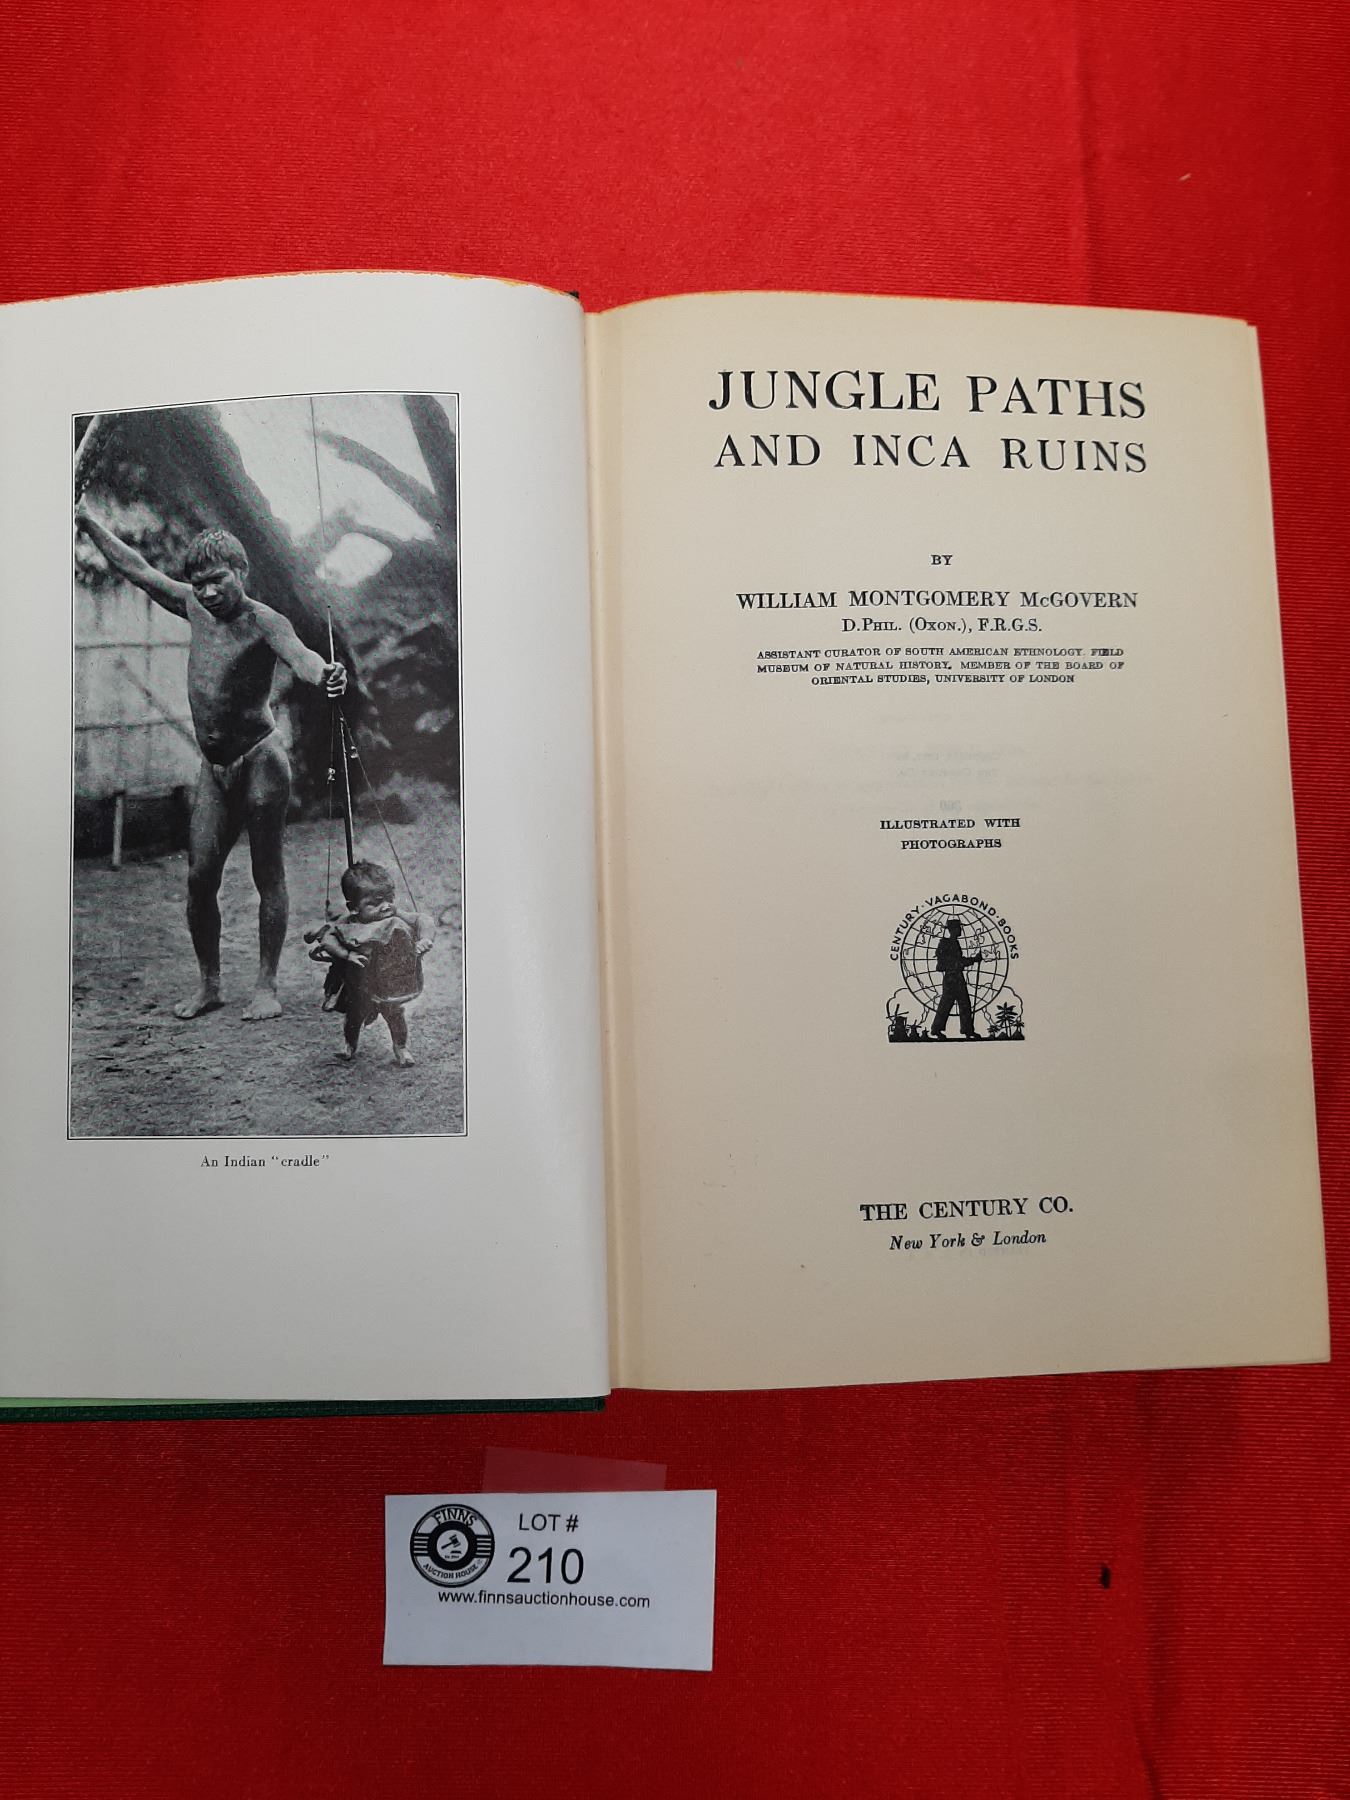 An Indian "cradle"
JUNGLE PATHS
AND INCA RUINS
BY
WILLIAM MONTGOMERY McGOVERN
D.PHIL. (OXON.), F.R.G.S.
ASSISTANT CURATOR OF SOUTH AMERICAN ETHNOLOGY. FIELD
MUSEUM OF NATURAL HISTORY. MEMBER OF THE BOARD OF
ORIENTAL STUDIES, UNIVERSITY OF LONDON
ILLUSTRATED WITH
PHOTOGRAPHS
CENTURY · VAGABOND · BOOKS
THE CENTURY CO.
New York & London
FINNS
AUCTION HOUSE
LOT #
210
www.finnsauctionhouse.com